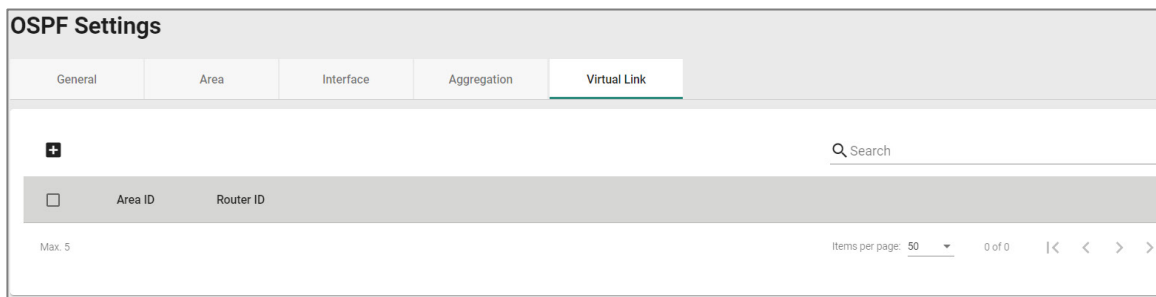 OSPF Settings
General Area Interface Aggregation Virtual Link
Search
Area ID Router ID
Max. 5 Items per page: 50 0 of 0